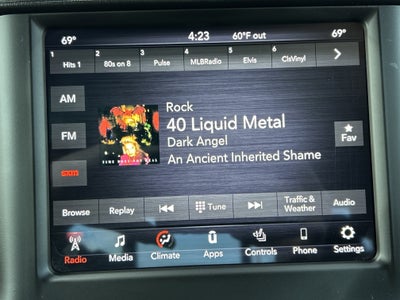 69° 4:23 60°F out 69°
1 Hits 1 2 80s on 8 3 Pulse 4 MLBRadio 5 Elvis 6 ClsVinyl
AM
FM
Rock
40 Liquid Metal
Dark Angel
An Ancient Inherited Shame
Fav
Browse Replay Tune Traffic & Weather Audio
Radio Media Climate Apps Controls Phone Settings